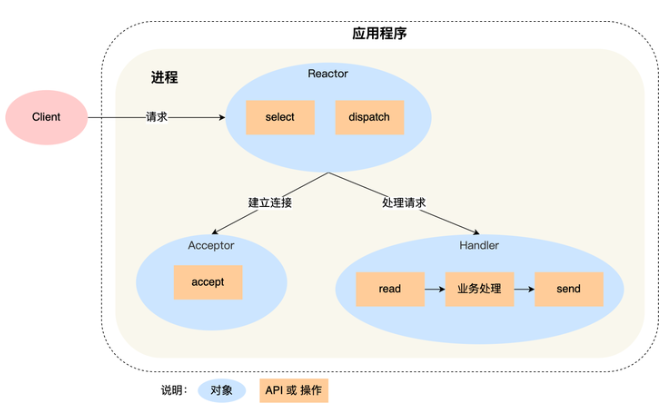 应用程序
进程
Reactor
Client
请求
select
dispatch
建立连接
处理请求
Acceptor
accept
Handler
read
业务处理
send
说明：
对象
API 或 操作